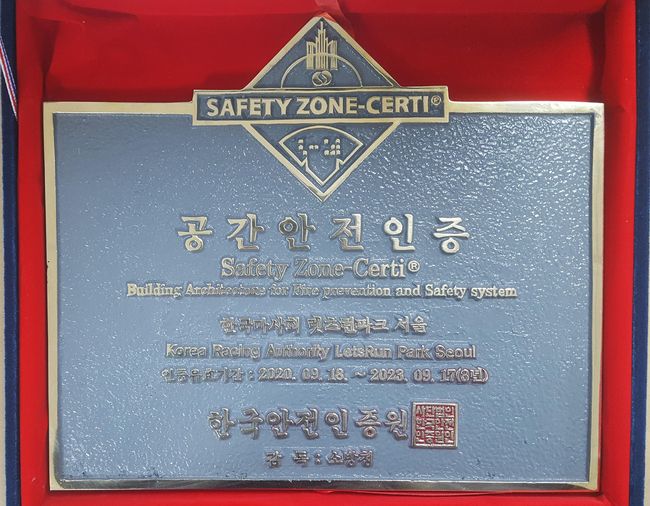 SAFETY ZONE-CERTI®
공간안전인증
Safety Zone-Certi®
Building Architecture for Fire prevention and Safety system
한국마사회 렛츠런파크 서울
Korea Racing Authority LetsRun Park Seoul
인증유효기간 : 2020. 09. 18. ~ 2023. 09. 17(3년)
한국안전인증원
감 독 : 소방청